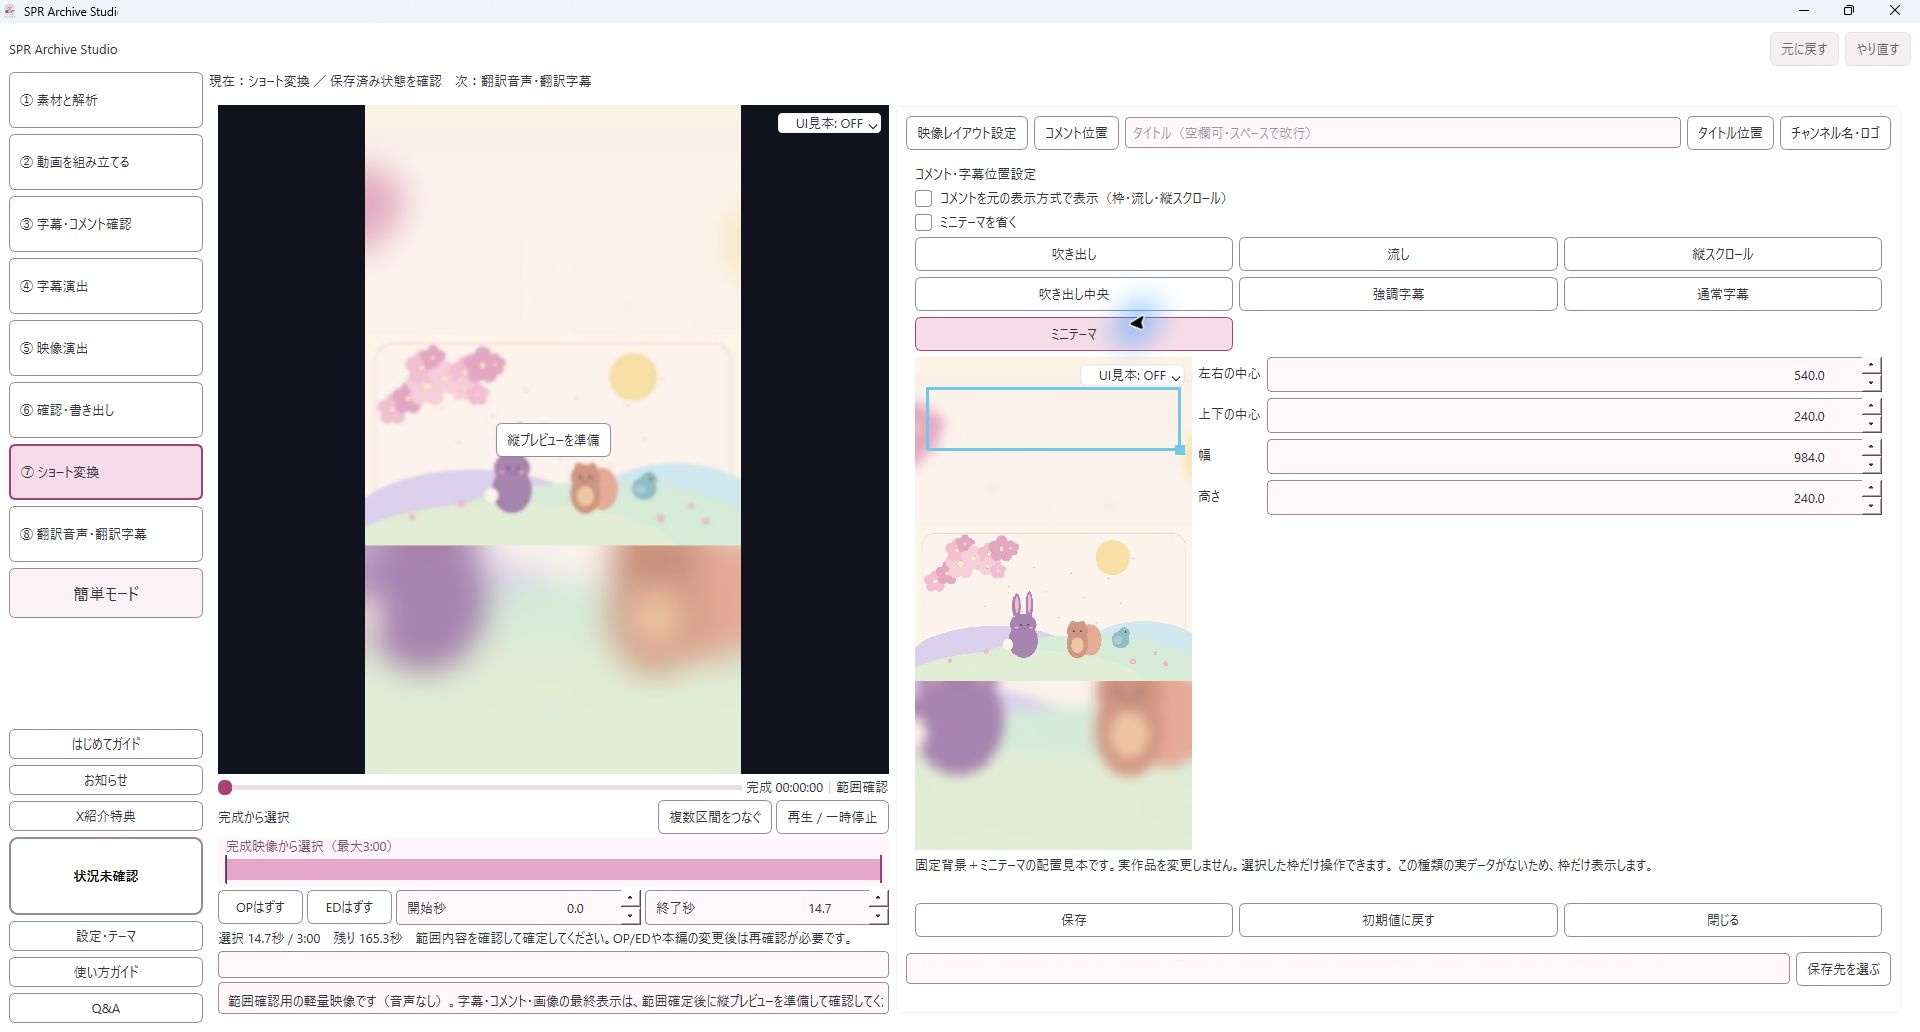 SPR Archive Studi
SPR Archive Studio
元に戻す
やり直す
現在：ショート変換 ／ 保存済み状態を確認　次：翻訳音声・翻訳字幕
① 素材と解析
② 動画を組み立てる
③ 字幕・コメント確認
④ 字幕演出
⑤ 映像演出
⑥ 確認・書き出し
⑦ ショート変換
⑧ 翻訳音声・翻訳字幕
簡単モード
はじめてガイド
お知らせ
X紹介特典
状況未確認
設定・テーマ
使い方ガイド
Q&A
UI見本: OFF
縦プレビューを準備
完成 00:00:00
範囲確認
完成から選択
複数区間をつなぐ
再生 / 一時停止
完成映像から選択（最大3:00）
OPはずす
EDはずす
開始秒
0.0
終了秒
14.7
選択 14.7秒 / 3:00　残り 165.3秒　範囲内容を確認して確定してください。OP/EDや本編の変更後は再確認が必要です。
範囲確認用の軽量映像です（音声なし）。字幕・コメント・画像の最終表示は、範囲確定後に縦プレビューを準備して確認してく
映像レイアウト設定
コメント位置
タイトル（空欄可・スペースで改行）
タイトル位置
チャンネル名・ロゴ
コメント・字幕位置設定
コメントを元の表示方式で表示（枠・流し・縦スクロール）
ミニテーマを省く
吹き出し
流し
縦スクロール
吹き出し中央
強調字幕
通常字幕
ミニテーマ
UI見本: OFF
左右の中心
540.0
上下の中心
240.0
幅
984.0
高さ
240.0
固定背景＋ミニテーマの配置見本です。実作品を変更しません。選択した枠だけ操作できます。この種類の実データがないため、枠だけ表示します。
保存
初期値に戻す
閉じる
保存先を選ぶ